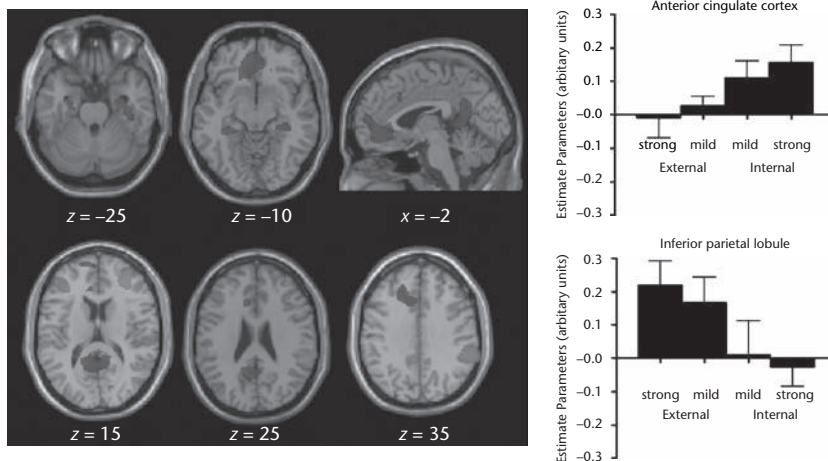 z = –25
z = –10
x = –2
z = 15
z = 25
z = 35
Anterior cingulate cortex
Estimate Parameters (arbitary units)
0.3
0.2
0.1
–0.0
–0.1
–0.2
–0.3
strong mild mild strong
External Internal
Inferior parietal lobule
Estimate Parameters (arbitary units)
0.3
0.2
0.1
–0.0
–0.1
–0.2
–0.3
strong mild mild strong
External Internal